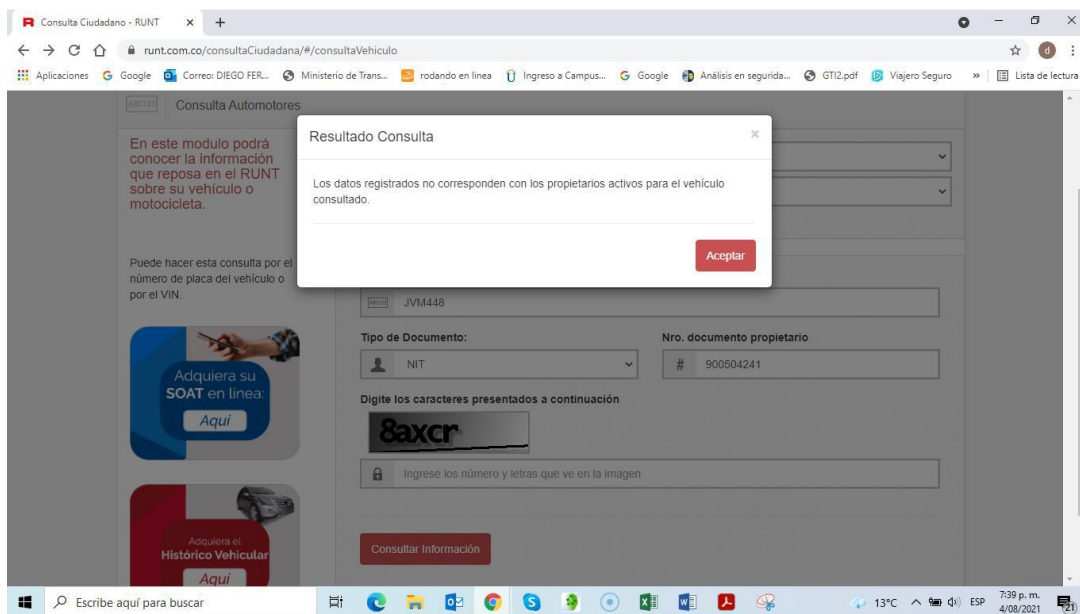 Consulta Ciudadano - RUNT
runt.com.co/consultaCiudadana/#/consultaVehiculo
d
Aplicaciones Google Correo: DIEGO FER... Ministerio de Trans... rodando en linea Ingreso a Campus... Google Análisis en segurida... GTI2.pdf Viajero Seguro » Lista de lectura
ABC123 Consulta Automotores
Resultado Consulta ×
Los datos registrados no corresponden con los propietarios activos para el vehículo
consultado.
Aceptar
En este modulo podrá
conocer la información
que reposa en el RUNT
sobre su vehículo o
motocicleta.
Puede hacer esta consulta por el
número de placa del vehículo o
por el VIN.
Adquiera su
SOAT en linea:
Aquí
Adquiera el
Histórico Vehicular
Aquí
ABC123 JVM448
Tipo de Documento: Nro. documento propietario
NIT # 900504241
Digite los caracteres presentados a continuación
8axcr
Ingrese los número y letras que ve en la imagen
Consultar Información
Escribe aquí para buscar
13°C ESP 7:39 p. m.
4/08/2021
21